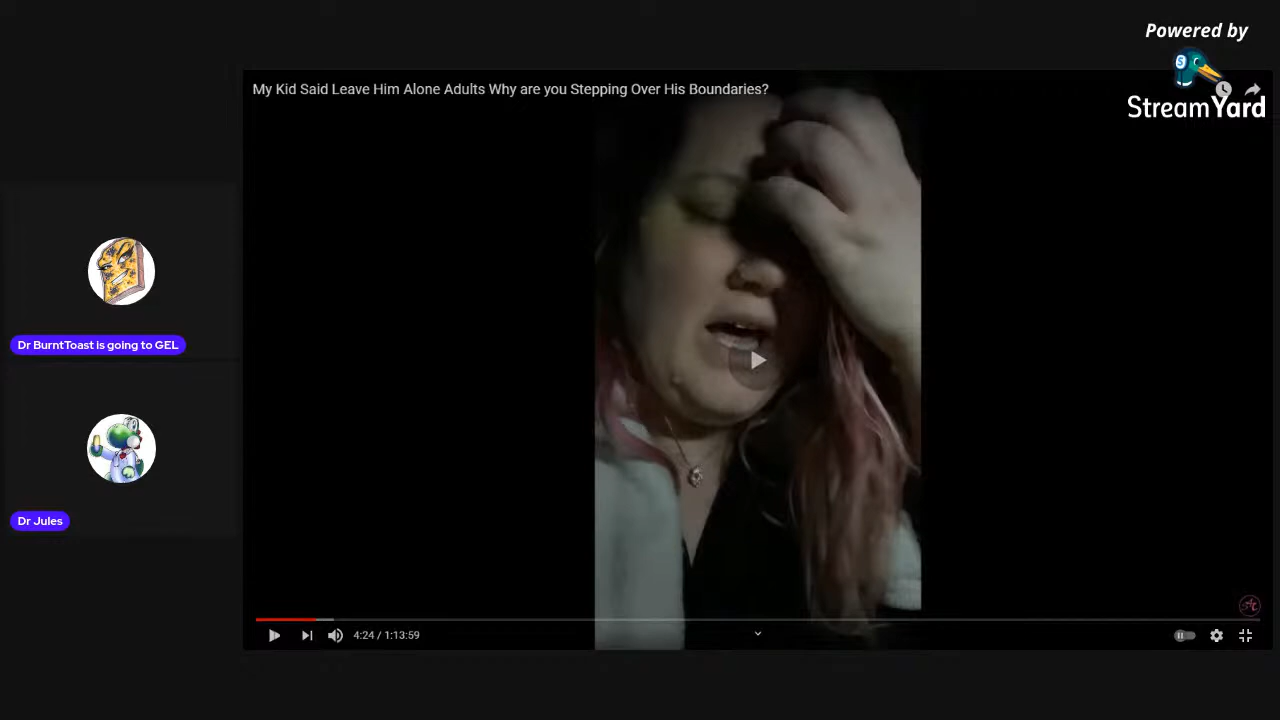 Powered by
StreamYard
My Kid Said Leave Him Alone Adults Why are you Stepping Over His Boundaries?
Dr BurntToast is going to GEL
Dr Jules
4:24 / 1:13:59